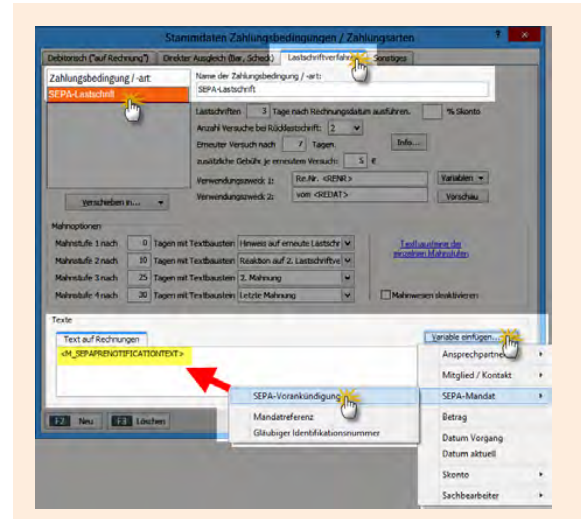 Stammdaten Zahlungsbedingungen / Zahlungsarten ? ×
Debitorisch ("auf Rechnung") Direkter Ausgleich (Bar, Scheck) Lastschriftverfahren Sonstiges
Zahlungsbedingung / -art:
SEPA-Lastschrift
Name der Zahlungsbedingung / -art:
SEPA-Lastschrift
Lastschriften 3 Tage nach Rechnungsdatum ausführen. % Skonto
Anzahl Versuche bei Rücklastschrift: 2
Erneuter Versuch nach 7 Tagen. Info...
zusätzliche Gebühr je erneutem Versuch: 5 €
Verwendungszweck 1: Re.Nr. <RENR> Variablen
Verwendungszweck 2: vom <REDAT> Vorschau
Verschieben in...
Mahnoptionen
Mahnstufe 1 nach 0 Tagen mit Textbaustein Hinweis auf erneute Lastschr
Mahnstufe 2 nach 10 Tagen mit Textbaustein Reaktion auf 2. Lastschriftve
Mahnstufe 3 nach 25 Tagen mit Textbaustein 2. Mahnung
Mahnstufe 4 nach 30 Tagen mit Textbaustein Letzte Mahnung
Textbausteine der
einzelnen Mahnstufen
Mahnwesen deaktivieren
Texte
Text auf Rechnungen
Variable einfügen...
<M_SEPAPRENOTIFICATIONTEXT>
Ansprechpartner
Mitglied / Kontakt
SEPA-Mandat
Betrag
Datum Vorgang
Datum aktuell
Skonto
Sachbearbeiter
SEPA-Vorankündigung
Mandatreferenz
Gläubiger Identifikationsnummer
F2 Neu F3 Löschen